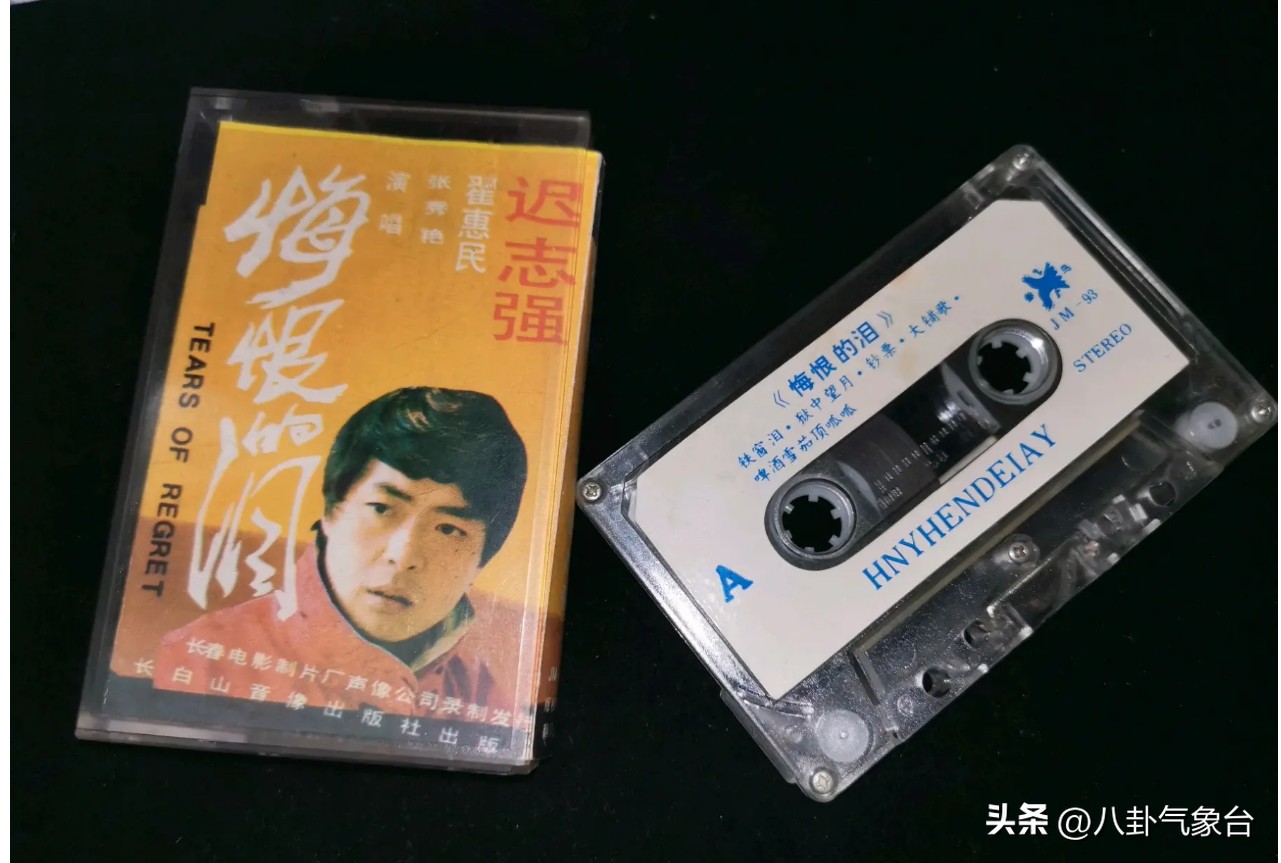 迟志强
翟惠民
张秀艳
演唱
悔恨的泪
TEARS OF REGRET
长春电影制片厂声像公司录制发
长白山音像出版社出版
JM-93
STEREO
《悔恨的泪》
铁窗泪·狱中望月·钞票·大铺歌·
啤酒雪茄顶呱呱
A
HNYHENDEIAY
头条 @八卦气象台